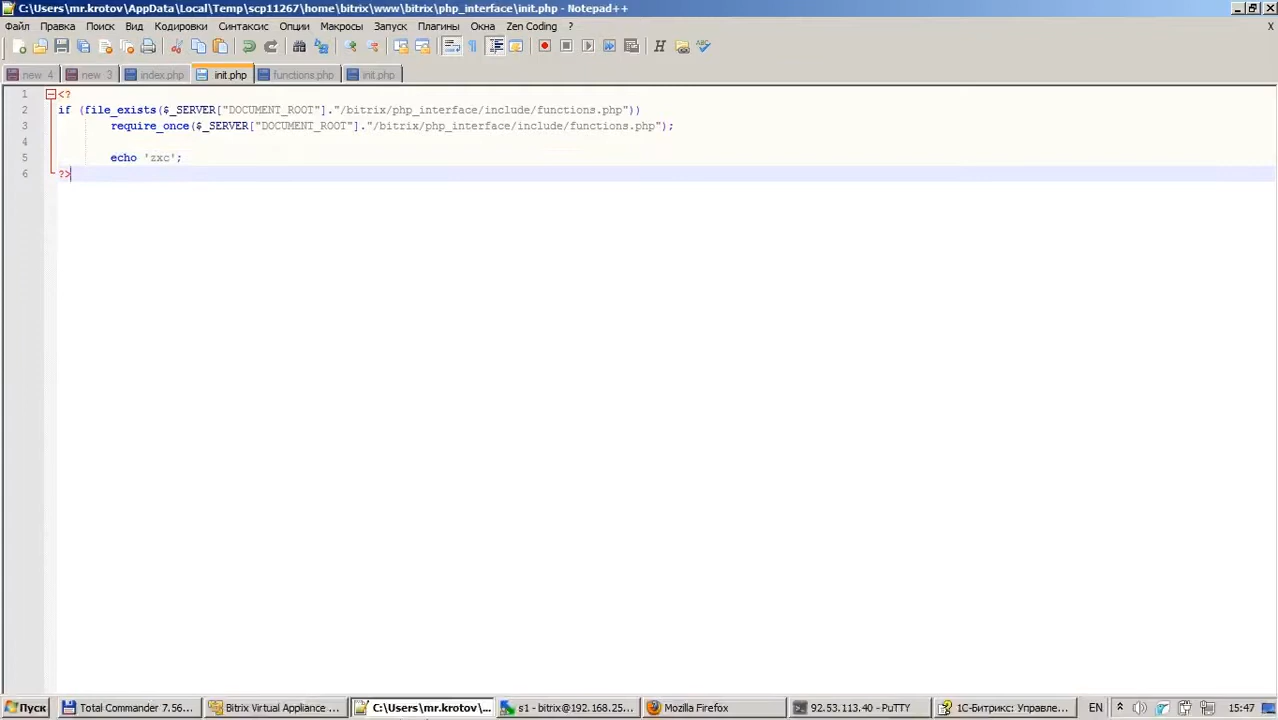 C:\Users\mr.krotov\AppData\Local\Temp\scp11267\home\bitrix\www\bitrix\php_interface\init.php - Notepad++
Файл Правка Поиск Вид Кодировки Синтаксис Опции Макросы Запуск Плагины Окна Zen Coding ? X
new 4 new 3 index.php init.php functions.php init.php
1 <?
2 if (file_exists($_SERVER["DOCUMENT_ROOT"]."/bitrix/php_interface/include/functions.php"))
3 require_once($_SERVER["DOCUMENT_ROOT"]."/bitrix/php_interface/include/functions.php");
4
5 echo 'zxc';
6 ?>
Пуск Total Commander 7.56... Bitrix Virtual Appliance ... C:\Users\mr.krotov\... s1 - bitrix@192.168.25... Mozilla Firefox 92.53.113.40 - PuTTY 1С-Битрикс: Управле... EN 15:47